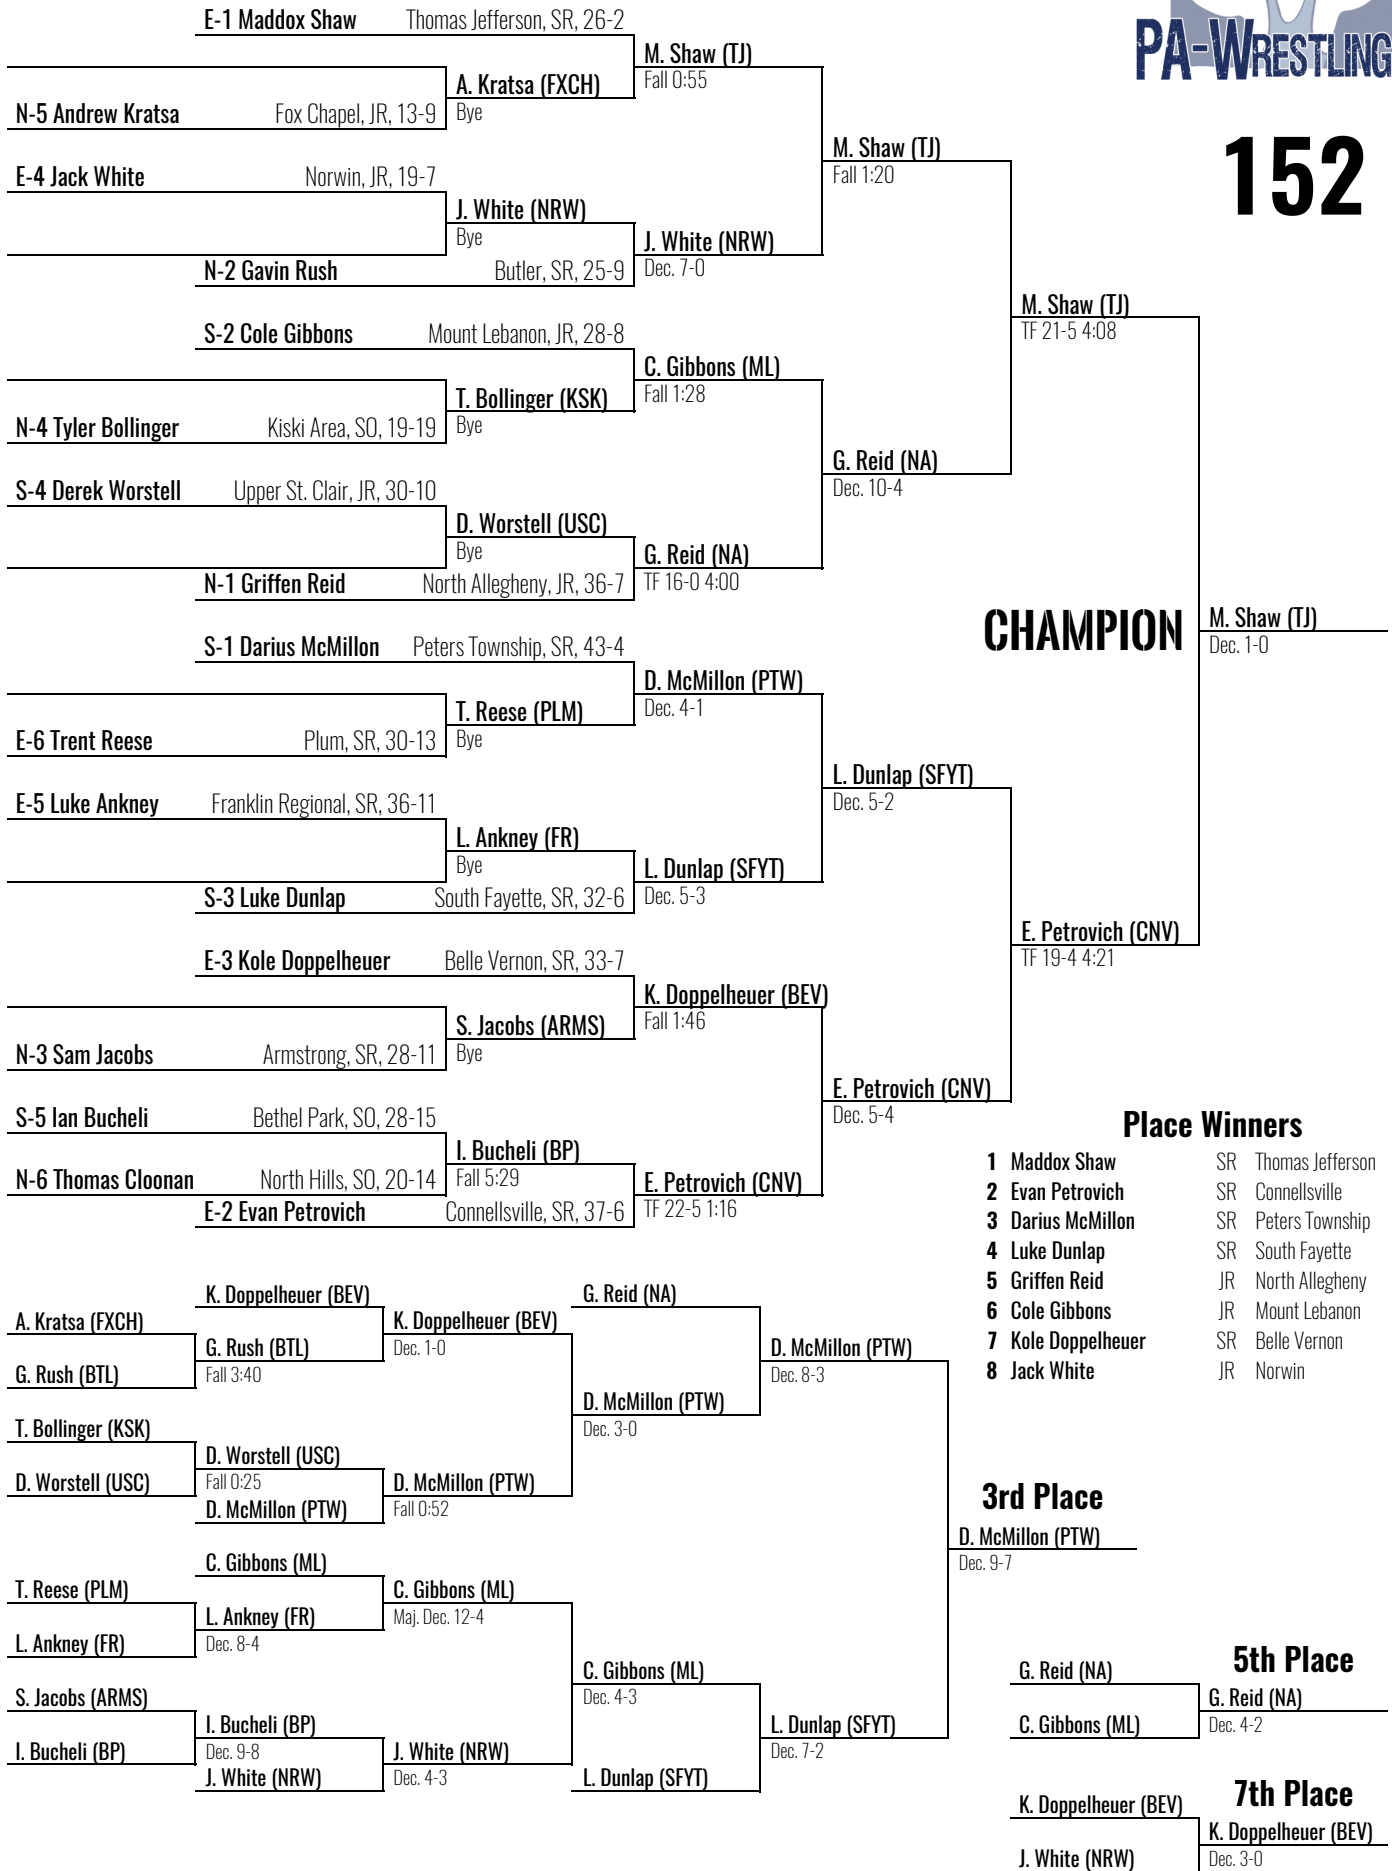 PA-WRESTLING
152
E-1 Maddox Shaw Thomas Jefferson, SR, 26-2
M. Shaw (TJ)
Fall 0:55
A. Kratsa (FXCH)
Bye
N-5 Andrew Kratsa Fox Chapel, JR, 13-9
M. Shaw (TJ)
Fall 1:20
E-4 Jack White Norwin, JR, 19-7
J. White (NRW)
Bye
J. White (NRW)
Dec. 7-0
N-2 Gavin Rush Butler, SR, 25-9
M. Shaw (TJ)
TF 21-5 4:08
S-2 Cole Gibbons Mount Lebanon, JR, 28-8
C. Gibbons (ML)
Fall 1:28
T. Bollinger (KSK)
Bye
N-4 Tyler Bollinger Kiski Area, SO, 19-19
G. Reid (NA)
Dec. 10-4
S-4 Derek Worstell Upper St. Clair, JR, 30-10
D. Worstell (USC)
Bye
G. Reid (NA)
TF 16-0 4:00
N-1 Griffen Reid North Allegheny, JR, 36-7
CHAMPION
M. Shaw (TJ)
Dec. 1-0
S-1 Darius McMillon Peters Township, SR, 43-4
D. McMillon (PTW)
Dec. 4-1
T. Reese (PLM)
Bye
E-6 Trent Reese Plum, SR, 30-13
L. Dunlap (SFYT)
Dec. 5-2
E-5 Luke Ankney Franklin Regional, SR, 36-11
L. Ankney (FR)
Bye
L. Dunlap (SFYT)
Dec. 5-3
S-3 Luke Dunlap South Fayette, SR, 32-6
E. Petrovich (CNV)
TF 19-4 4:21
E-3 Kole Doppelheuer Belle Vernon, SR, 33-7
K. Doppelheuer (BEV)
Fall 1:46
S. Jacobs (ARMS)
Bye
N-3 Sam Jacobs Armstrong, SR, 28-11
E. Petrovich (CNV)
Dec. 5-4
S-5 Ian Bucheli Bethel Park, SO, 28-15
I. Bucheli (BP)
Fall 5:29
N-6 Thomas Cloonan North Hills, SO, 20-14
E. Petrovich (CNV)
TF 22-5 1:16
E-2 Evan Petrovich Connellsville, SR, 37-6
Place Winners
1 Maddox Shaw SR Thomas Jefferson
2 Evan Petrovich SR Connellsville
3 Darius McMillon SR Peters Township
4 Luke Dunlap SR South Fayette
5 Griffen Reid JR North Allegheny
6 Cole Gibbons JR Mount Lebanon
7 Kole Doppelheuer SR Belle Vernon
8 Jack White JR Norwin
K. Doppelheuer (BEV)
A. Kratsa (FXCH)
G. Rush (BTL)
Fall 3:40
G. Rush (BTL)
K. Doppelheuer (BEV)
Dec. 1-0
T. Bollinger (KSK)
D. Worstell (USC)
Fall 0:25
D. Worstell (USC)
D. McMillon (PTW)
D. McMillon (PTW)
Fall 0:52
G. Reid (NA)
D. McMillon (PTW)
Dec. 3-0
D. McMillon (PTW)
Dec. 8-3
3rd Place
D. McMillon (PTW)
Dec. 9-7
C. Gibbons (ML)
T. Reese (PLM)
L. Ankney (FR)
Dec. 8-4
L. Ankney (FR)
C. Gibbons (ML)
Maj. Dec. 12-4
S. Jacobs (ARMS)
I. Bucheli (BP)
Dec. 9-8
I. Bucheli (BP)
J. White (NRW)
J. White (NRW)
Dec. 4-3
C. Gibbons (ML)
Dec. 4-3
L. Dunlap (SFYT)
L. Dunlap (SFYT)
Dec. 7-2
5th Place
G. Reid (NA)
G. Reid (NA)
C. Gibbons (ML)
Dec. 4-2
7th Place
K. Doppelheuer (BEV)
K. Doppelheuer (BEV)
J. White (NRW)
Dec. 3-0